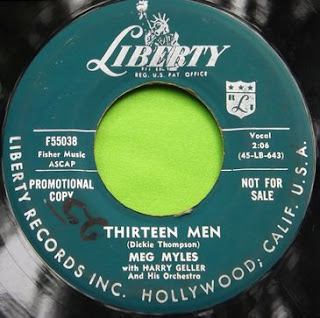 LIBERTY
REG. U.S. PAT. OFFICE
F55038
Fisher Music
ASCAP
Vocal
2:06
(45-LB-643)
PROMOTIONAL
COPY
NOT FOR
SALE
THIRTEEN MEN
(Dickie Thompson)
MEG MYLES
with HARRY GELLER
And His Orchestra
LIBERTY RECORDS INC. HOLLYWOOD; CALIF. U.S.A.